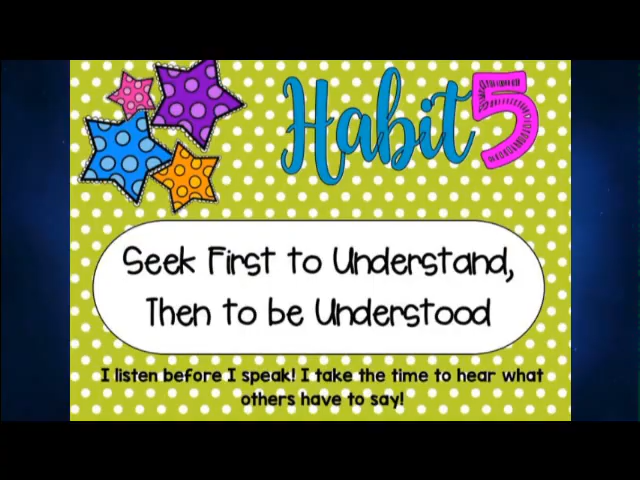 Habit 5
Seek First to Understand,
Then to be Understood
I listen before I speak! I take the time to hear what
others have to say!